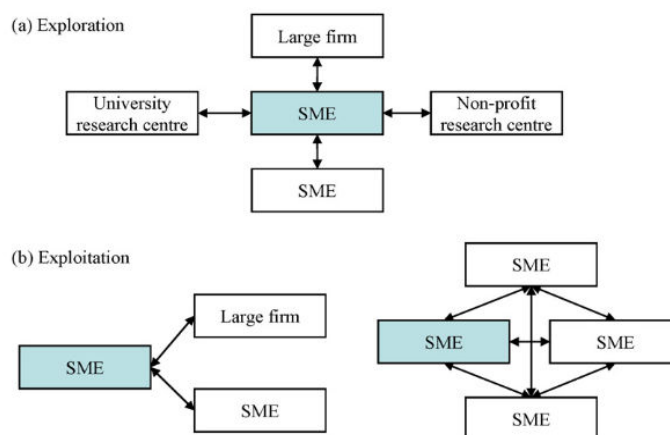 (a) Exploration
Large firm
University
research centre
SME
Non-profit
research centre
SME
(b) Exploitation
SME
Large firm
SME
SME
SME
SME
SME